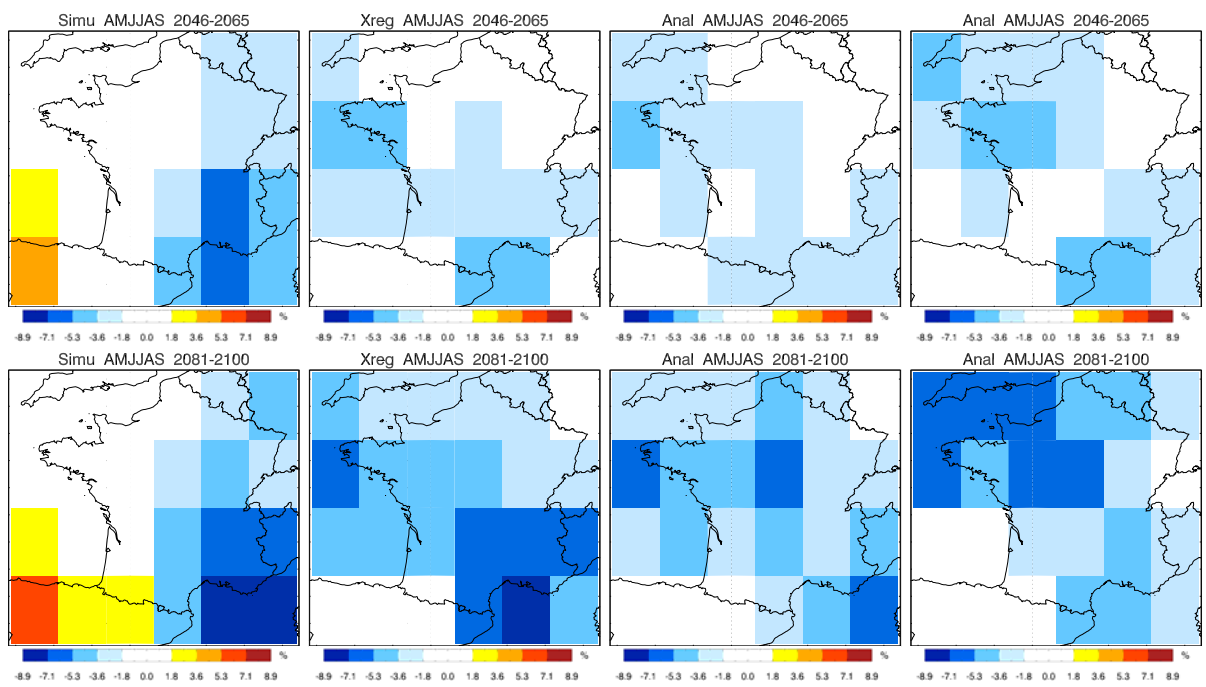 Simu AMJJAS 2046-2065
Xreg AMJJAS 2046-2065
Anal AMJJAS 2046-2065
Anal AMJJAS 2046-2065
%
-8.9 -7.1 -5.3 -3.6 -1.8 0.0 1.8 3.6 5.3 7.1 8.9
%
-8.9 -7.1 -5.3 -3.6 -1.8 0.0 1.8 3.6 5.3 7.1 8.9
%
-8.9 -7.1 -5.3 -3.6 -1.8 0.0 1.8 3.6 5.3 7.1 8.9
%
-8.9 -7.1 -5.3 -3.6 -1.8 0.0 1.8 3.6 5.3 7.1 8.9
Simu AMJJAS 2081-2100
Xreg AMJJAS 2081-2100
Anal AMJJAS 2081-2100
Anal AMJJAS 2081-2100
%
-8.9 -7.1 -5.3 -3.6 -1.8 0.0 1.8 3.6 5.3 7.1 8.9
%
-8.9 -7.1 -5.3 -3.6 -1.8 0.0 1.8 3.6 5.3 7.1 8.9
%
-8.9 -7.1 -5.3 -3.6 -1.8 0.0 1.8 3.6 5.3 7.1 8.9
%
-8.9 -7.1 -5.3 -3.6 -1.8 0.0 1.8 3.6 5.3 7.1 8.9